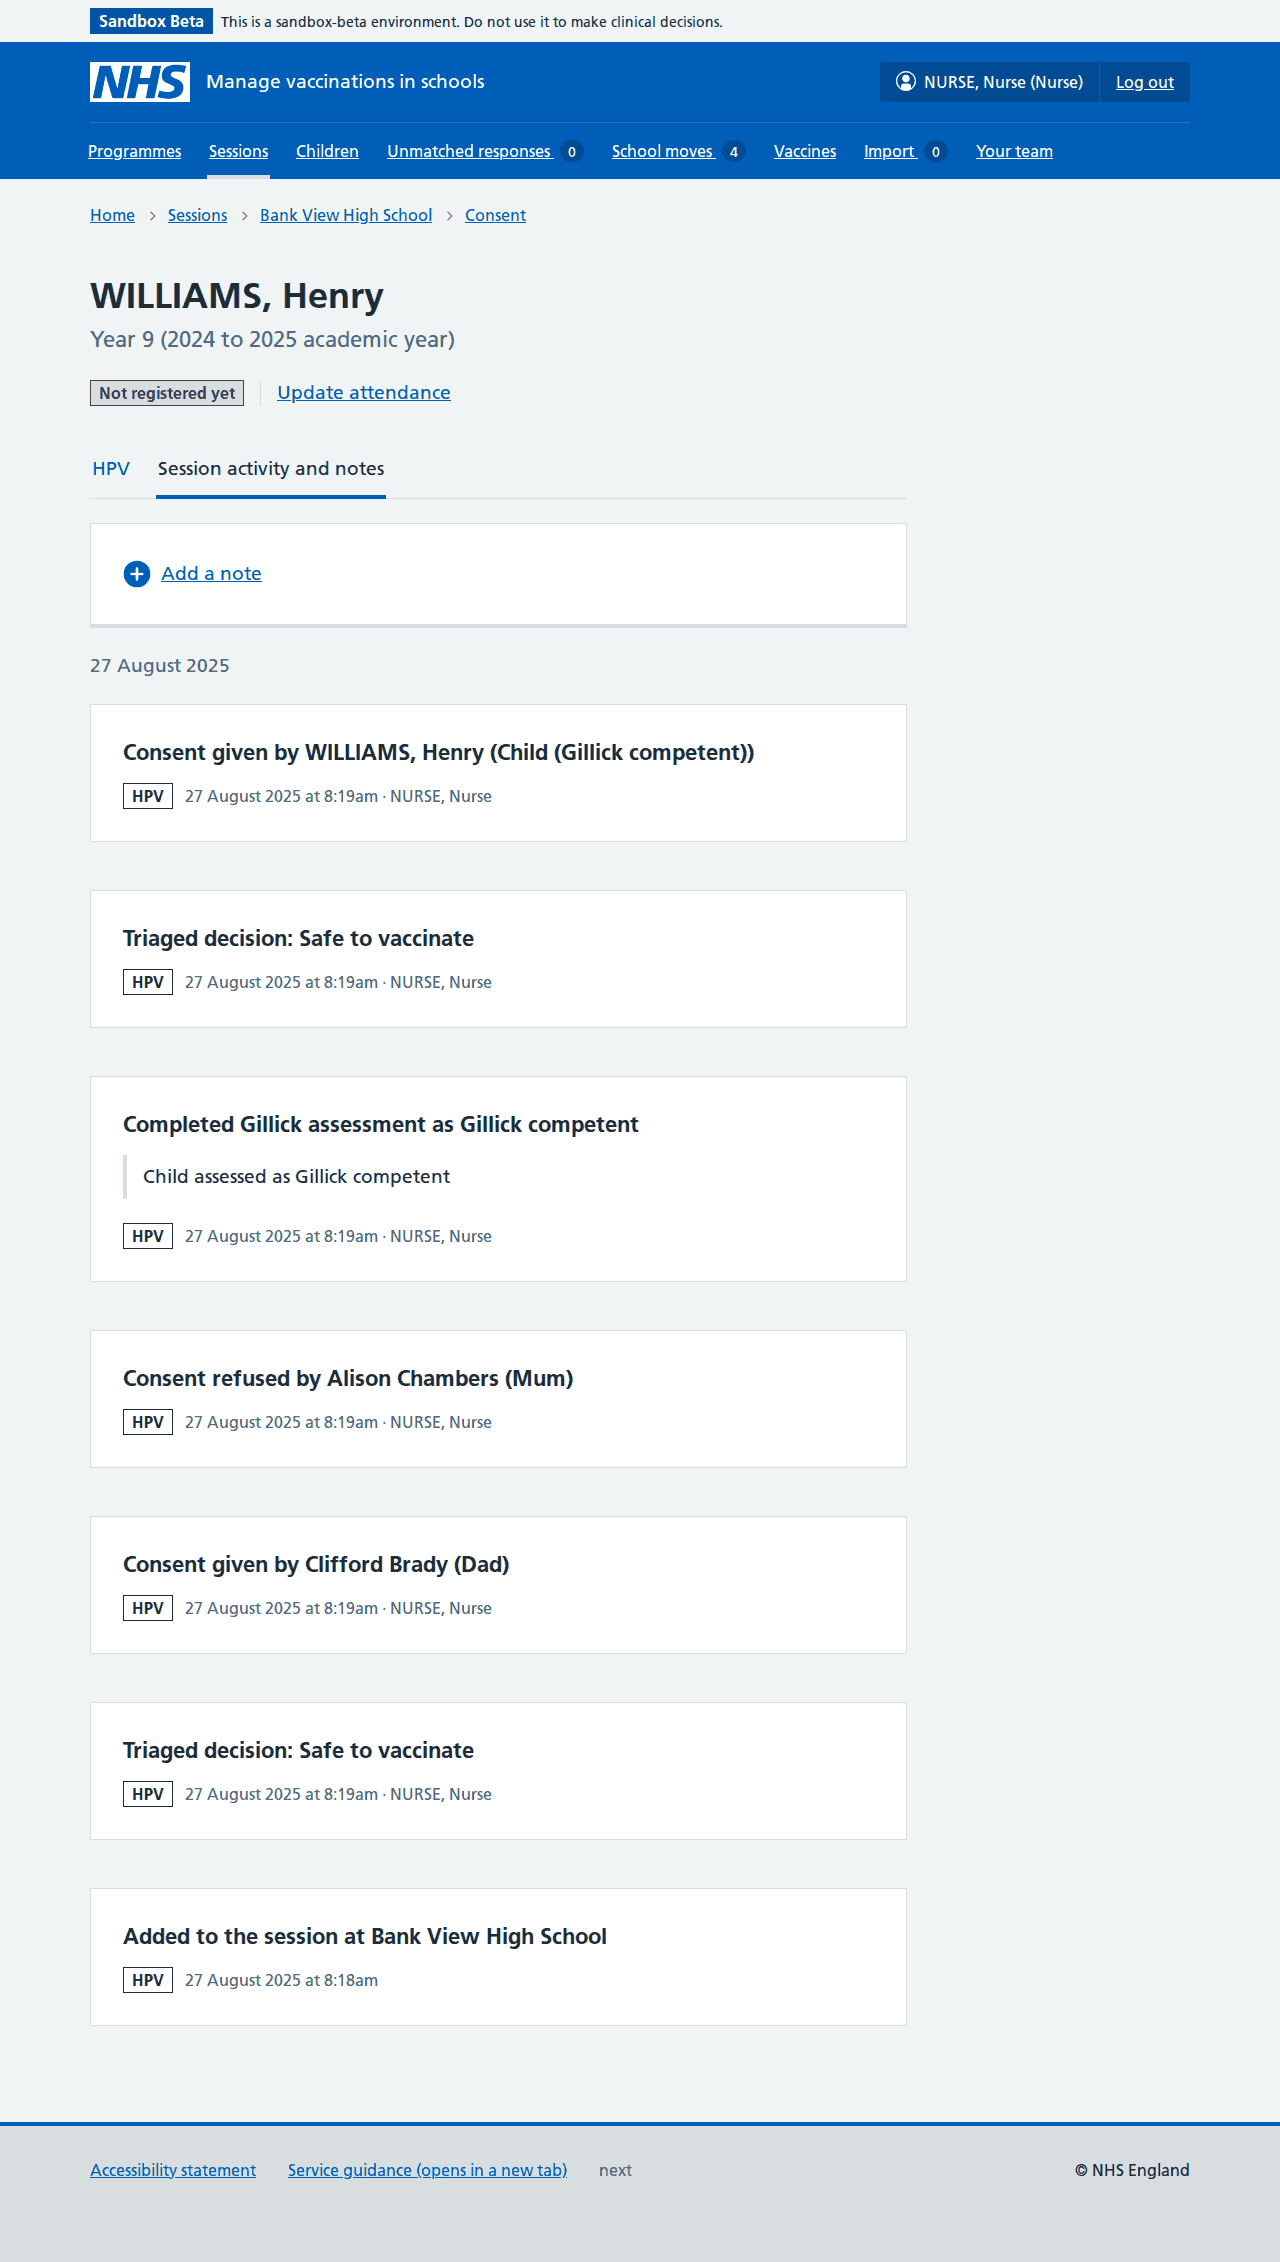 Sandbox Beta This is a sandbox-beta environment. Do not use it to make clinical decisions.
NHS Manage vaccinations in schools NURSE, Nurse (Nurse) Log out
Programmes Sessions Children Unmatched responses 0 School moves 4 Vaccines Import 0 Your team
Home Sessions Bank View High School Consent
WILLIAMS, Henry
Year 9 (2024 to 2025 academic year)
Not registered yet Update attendance
HPV Session activity and notes
Add a note
27 August 2025
Consent given by WILLIAMS, Henry (Child (Gillick competent))
HPV 27 August 2025 at 8:19am · NURSE, Nurse
Triaged decision: Safe to vaccinate
HPV 27 August 2025 at 8:19am · NURSE, Nurse
Completed Gillick assessment as Gillick competent
Child assessed as Gillick competent
HPV 27 August 2025 at 8:19am · NURSE, Nurse
Consent refused by Alison Chambers (Mum)
HPV 27 August 2025 at 8:19am · NURSE, Nurse
Consent given by Clifford Brady (Dad)
HPV 27 August 2025 at 8:19am · NURSE, Nurse
Triaged decision: Safe to vaccinate
HPV 27 August 2025 at 8:19am · NURSE, Nurse
Added to the session at Bank View High School
HPV 27 August 2025 at 8:18am
Accessibility statement Service guidance (opens in a new tab) next © NHS England